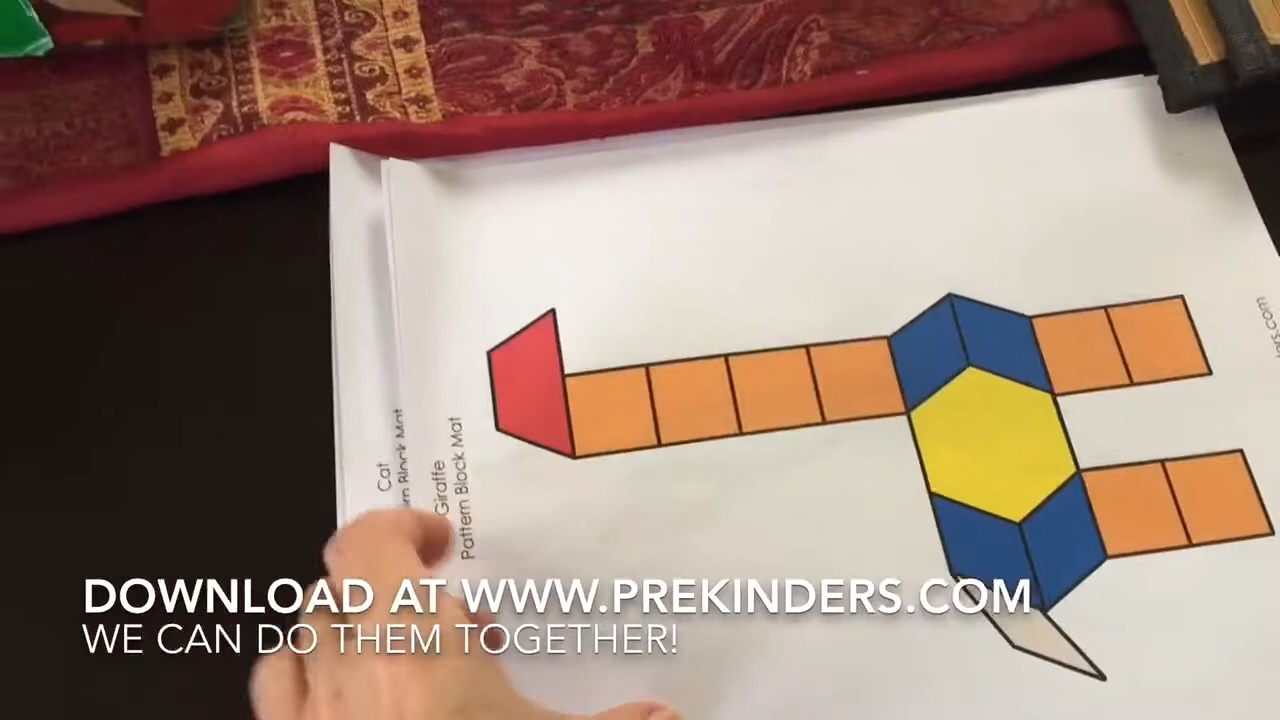 Cat
Giraffe
Pattern Block Mat
DOWNLOAD AT WWW.PREKINDERS.COM
WE CAN DO THEM TOGETHER!